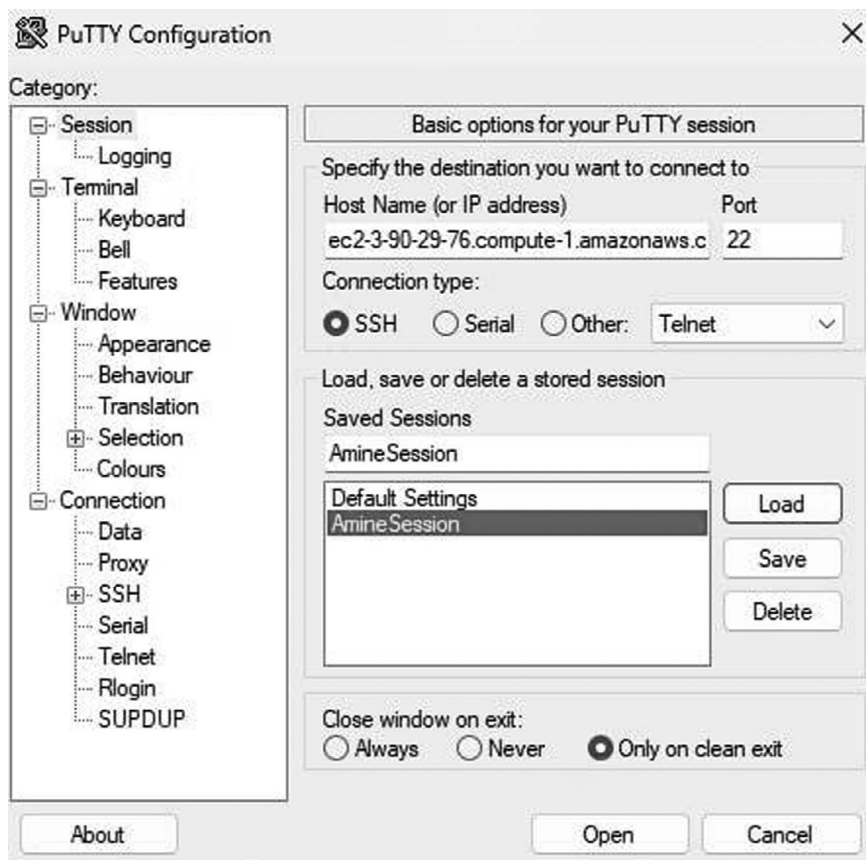 PuTTY Configuration
Category:
Session
Logging
Terminal
Keyboard
Bell
Features
Window
Appearance
Behaviour
Translation
Selection
Colours
Connection
Data
Proxy
SSH
Serial
Telnet
Rlogin
SUPDUP
Basic options for your PuTTY session
Specify the destination you want to connect to
Host Name (or IP address) Port
ec2-3-90-29-76.compute-1.amazonaws.c 22
Connection type:
SSH Serial Other: Telnet
Load, save or delete a stored session
Saved Sessions
AmineSession
Default Settings
AmineSession
Load
Save
Delete
Close window on exit:
Always Never Only on clean exit
About Open Cancel